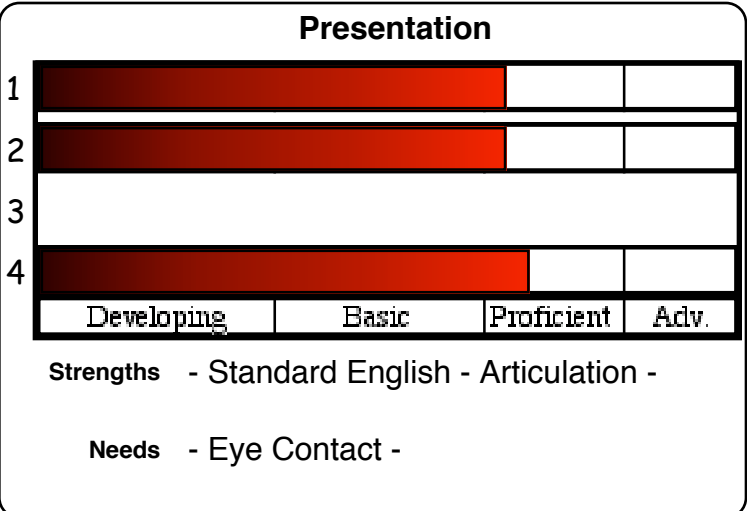 Presentation
1
2
3
4
Developing Basic Proficient Adv.
Strengths - Standard English - Articulation -
Needs - Eye Contact -